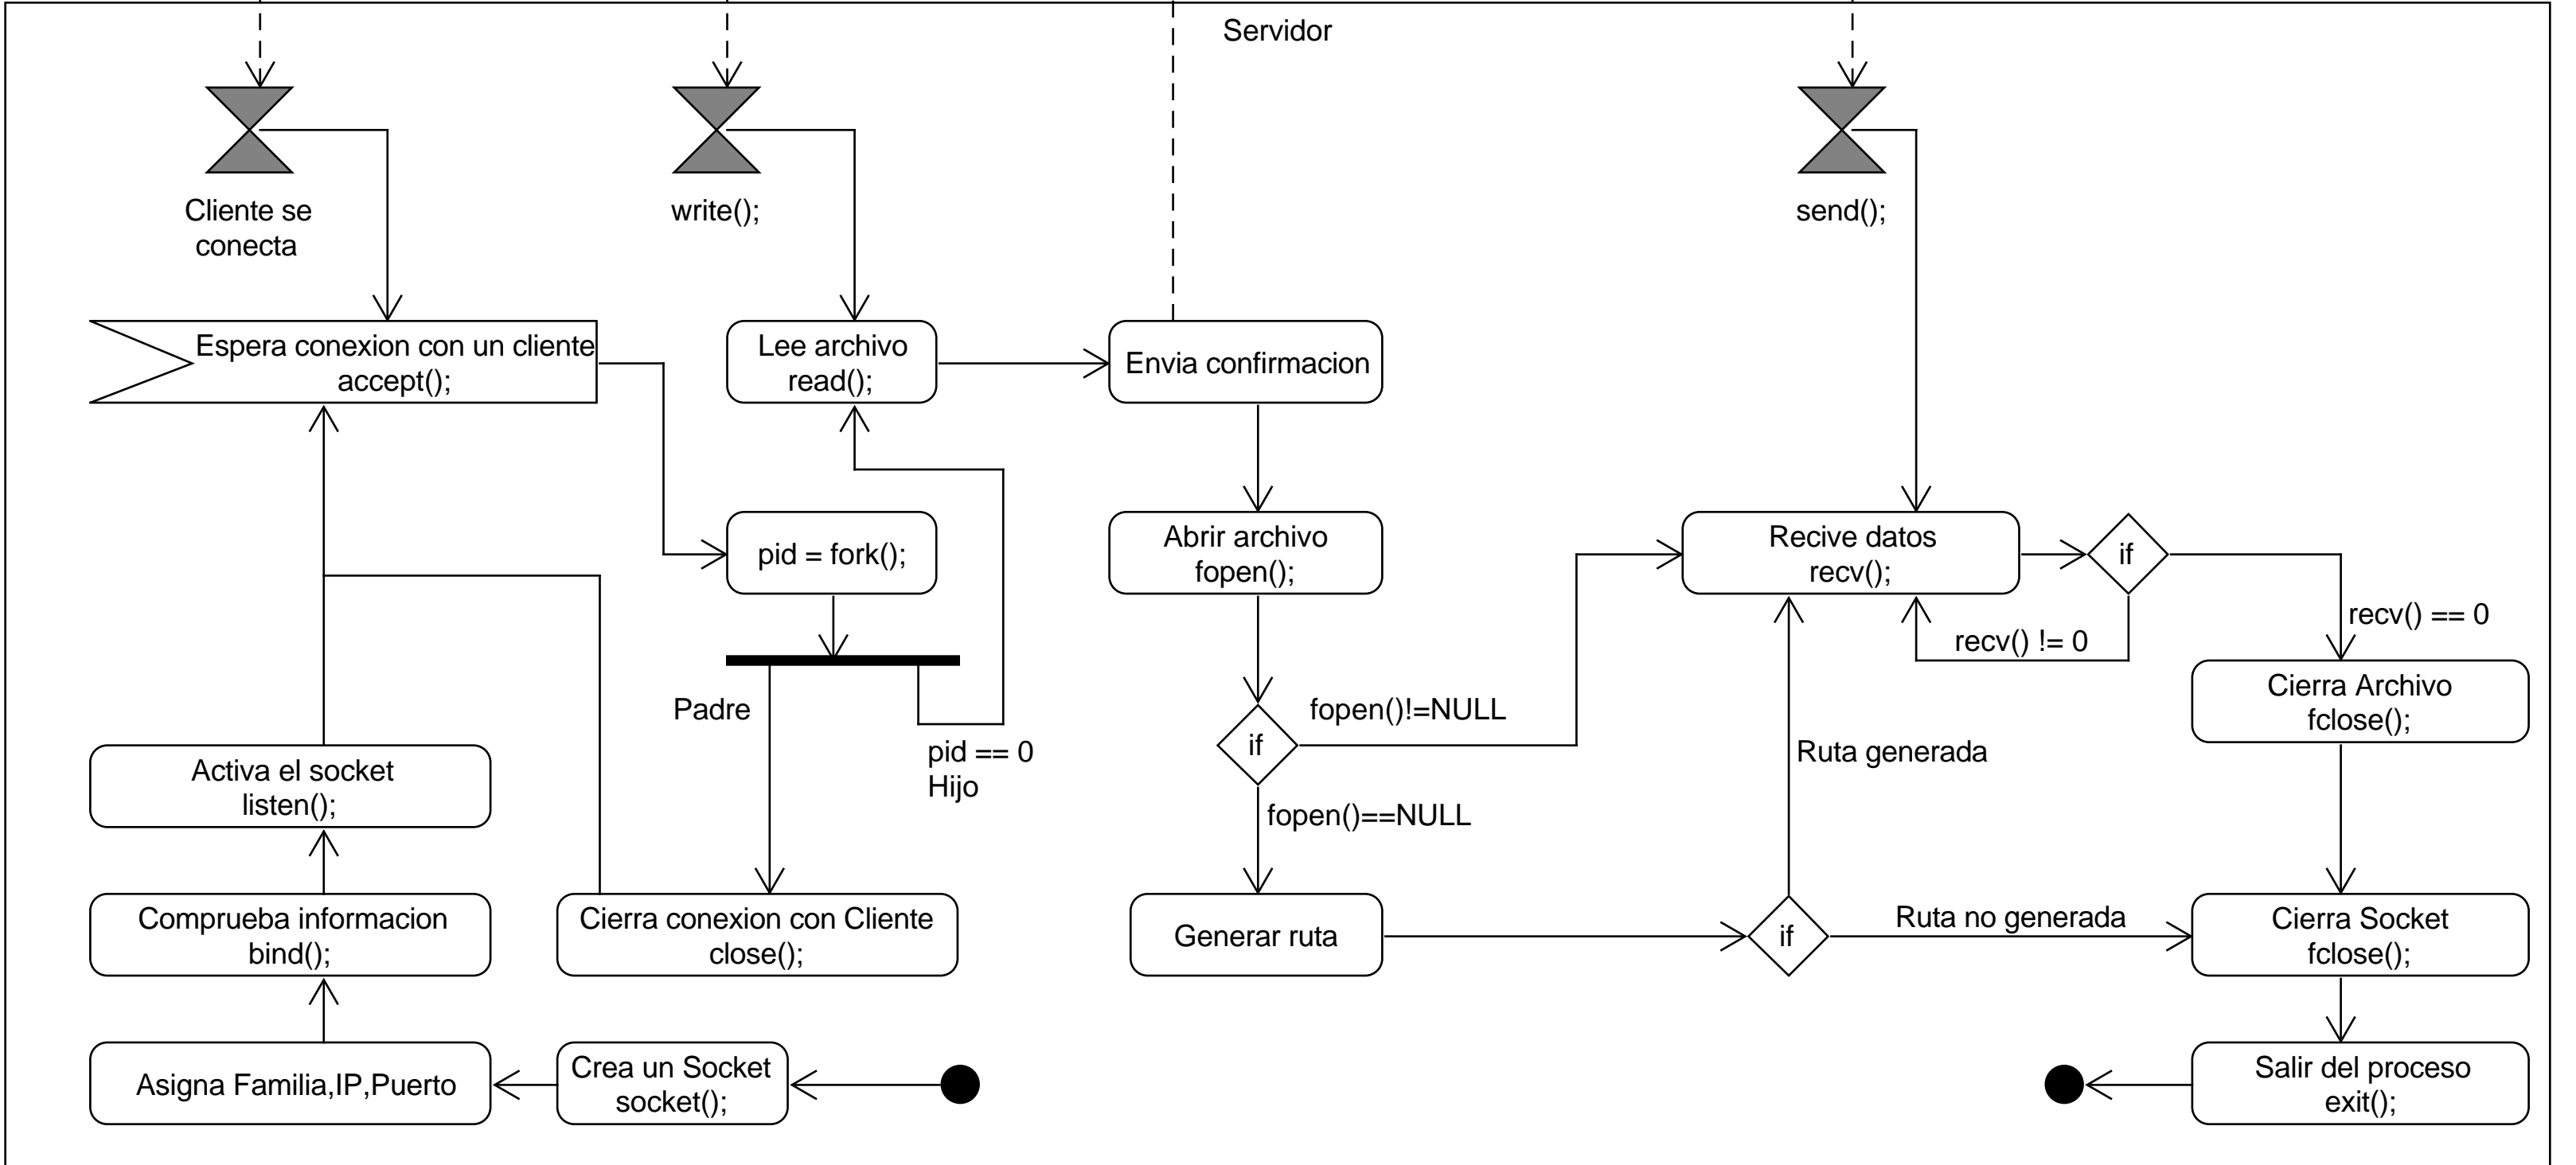 Servidor
Cliente se
conecta
write();
send();
Espera conexion con un cliente
accept();
Lee archivo
read();
Envia confirmacion
pid = fork();
Abrir archivo
fopen();
Recive datos
recv();
if
recv() != 0
recv() == 0
Padre
pid == 0
Hijo
fopen()!=NULL
if
fopen()==NULL
Ruta generada
Cierra Archivo
fclose();
Activa el socket
listen();
Comprueba informacion
bind();
Cierra conexion con Cliente
close();
Generar ruta
if
Ruta no generada
Cierra Socket
fclose();
Asigna Familia,IP,Puerto
Crea un Socket
socket();
Salir del proceso
exit();